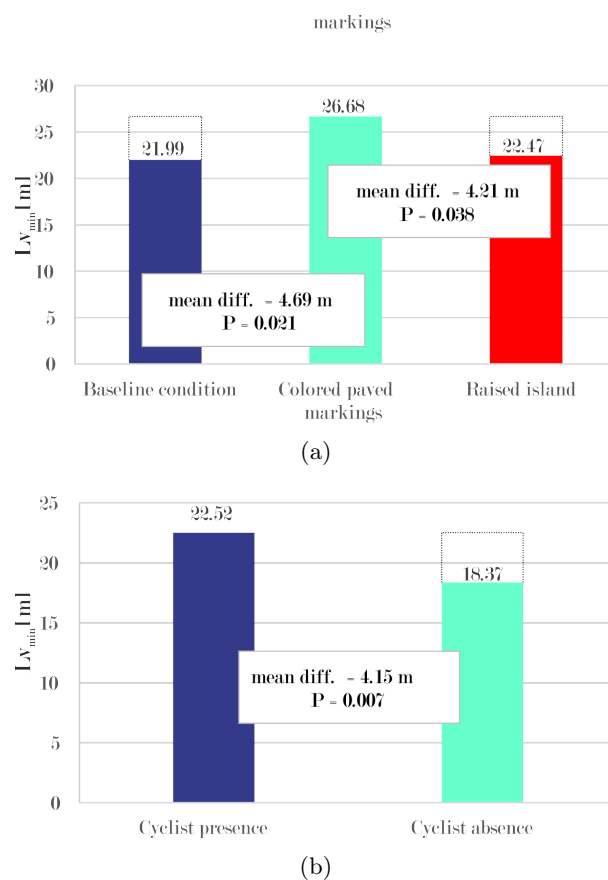 markings
30
25
20
15
10
5
0
Lv_min [m]
21.99
26.68
22.47
mean diff. = 4.21 m
P = 0.038
mean diff. = 4.69 m
P = 0.021
Baseline condition
Colored paved
markings
Raised island
(a)
25
20
15
10
5
0
Lv_min [m]
22.52
18.37
mean diff. = 4.15 m
P = 0.007
Cyclist presence
Cyclist absence
(b)